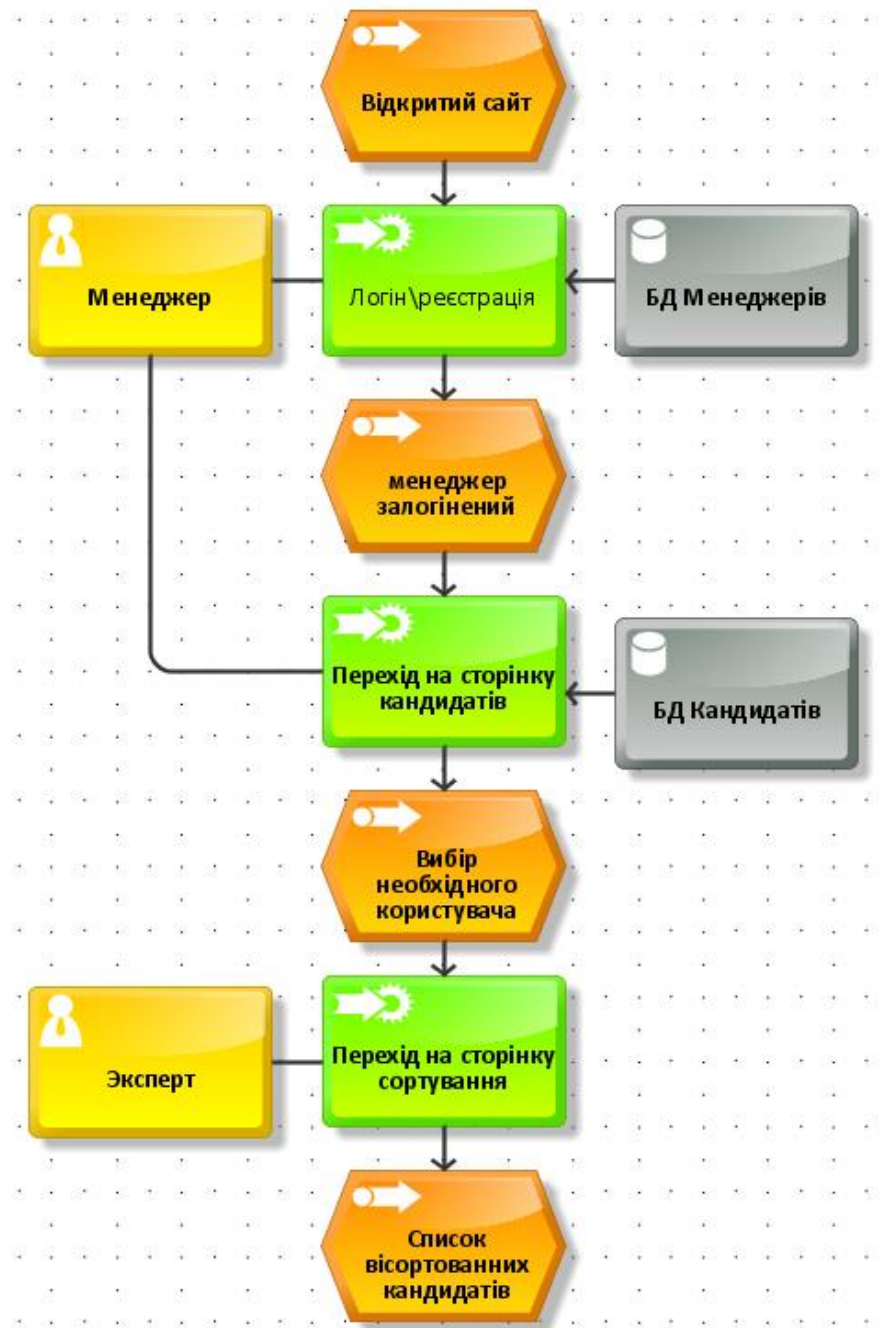 Відкритий сайт
Менеджер
Логін\реєстрація
БД Менеджерів
менеджер
залогінений
Перехід на сторінку
кандидатів
БД Кандидатів
Вибір
необхідного
користувача
Эксперт
Перехід на сторінку
сортування
Список
вісортованних
кандидатів